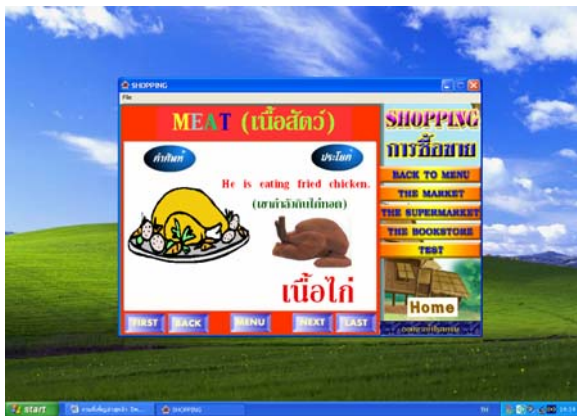 SHOPPING
File
MEAT (เนื้อสัตว์)
คำศัพท์
ประโยค
He is eating fried chicken.
(เขากำลังกินไก่ทอด)
เนื้อไก่
FIRST
BACK
MENU
NEXT
LAST
SHOPPING
การซื้อขาย
BACK TO MENU
THE MARKET
THE SUPERMARKET
THE BOOKSTORE
TEST
Home
start
SHOPPING
TH